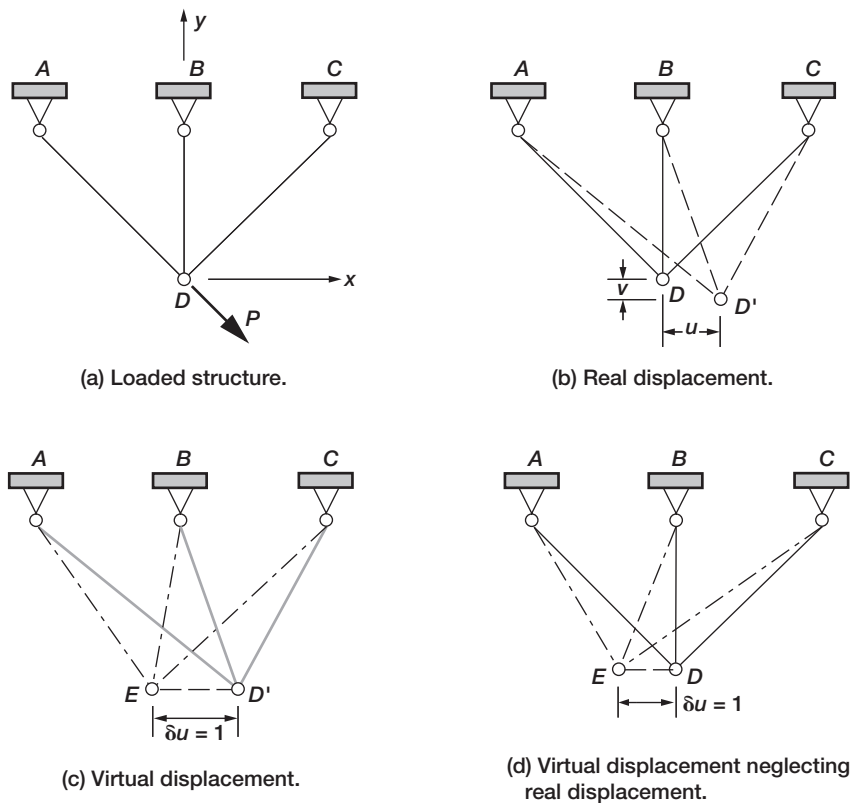 y
A B C
x
D
P
(a) Loaded structure.
A B C
v
D
D'
u
(b) Real displacement.
A B C
E D'
δu = 1
(c) Virtual displacement.
A B C
E D
δu = 1
(d) Virtual displacement neglecting
real displacement.